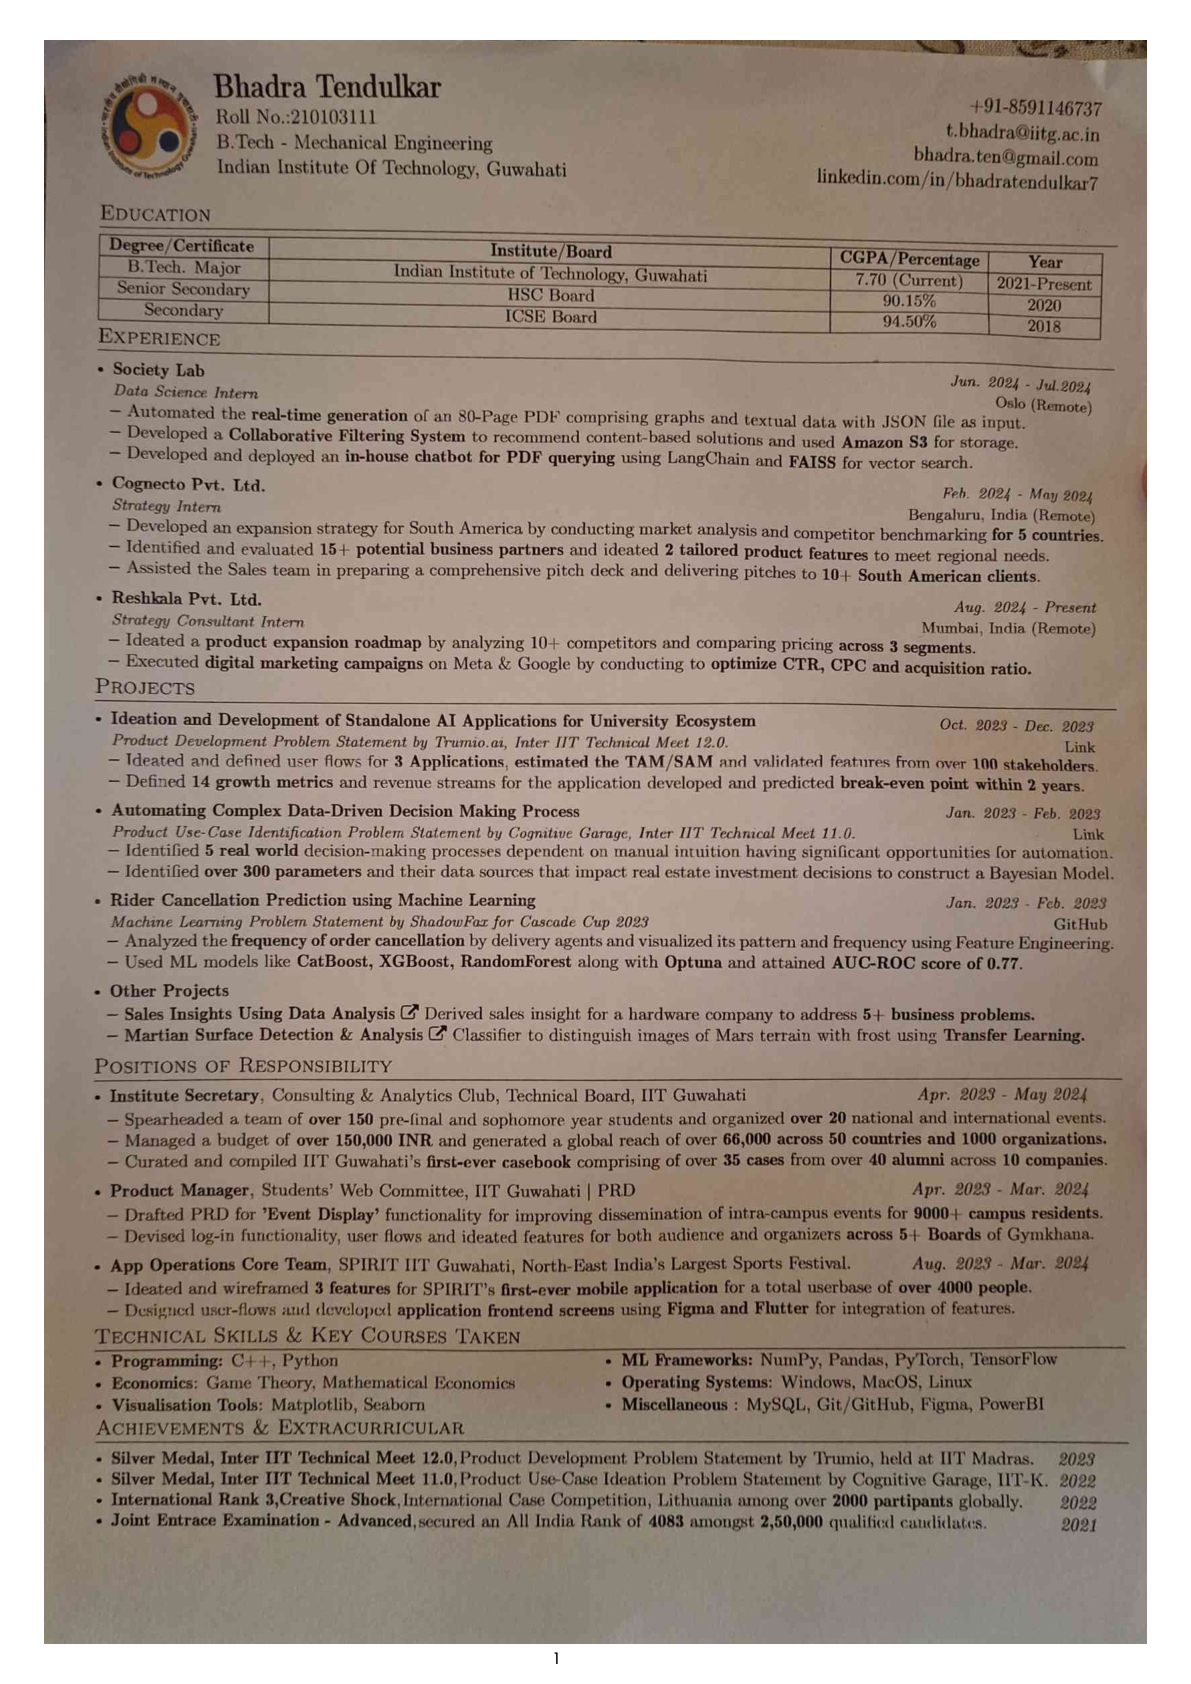 Bhadra Tendulkar
Roll No.:210103111
B.Tech - Mechanical Engineering
Indian Institute Of Technology, Guwahati
+91-8591146737
t.bhadra@iitg.ac.in
bhadra.ten@gmail.com
linkedin.com/in/bhadratendulkar7
EDUCATION
Degree/Certificate Institute/Board CGPA/Percentage Year
B.Tech. Major Indian Institute of Technology, Guwahati 7.70 (Current) 2021-Present
Senior Secondary HSC Board 90.15% 2020
Secondary ICSE Board 94.50% 2018
EXPERIENCE
• Society Lab Jun. 2024 - Jul.2024
Data Science Intern Oslo (Remote)
– Automated the real-time generation of an 80-Page PDF comprising graphs and textual data with JSON file as input.
– Developed a Collaborative Filtering System to recommend content-based solutions and used Amazon S3 for storage.
– Developed and deployed an in-house chatbot for PDF querying using LangChain and FAISS for vector search.
• Cognecto Pvt. Ltd. Feb. 2024 - May 2024
Strategy Intern Bengaluru, India (Remote)
– Developed an expansion strategy for South America by conducting market analysis and competitor benchmarking for 5 countries.
– Identified and evaluated 15+ potential business partners and ideated 2 tailored product features to meet regional needs.
– Assisted the Sales team in preparing a comprehensive pitch deck and delivering pitches to 10+ South American clients.
• Reshkala Pvt. Ltd. Aug. 2024 - Present
Strategy Consultant Intern Mumbai, India (Remote)
– Ideated a product expansion roadmap by analyzing 10+ competitors and comparing pricing across 3 segments.
– Executed digital marketing campaigns on Meta & Google by conducting to optimize CTR, CPC and acquisition ratio.
PROJECTS
• Ideation and Development of Standalone AI Applications for University Ecosystem Oct. 2023 - Dec. 2023
Product Development Problem Statement by Trumio.ai, Inter IIT Technical Meet 12.0. Link
– Ideated and defined user flows for 3 Applications, estimated the TAM/SAM and validated features from over 100 stakeholders.
– Defined 14 growth metrics and revenue streams for the application developed and predicted break-even point within 2 years.
• Automating Complex Data-Driven Decision Making Process Jan. 2023 - Feb. 2023
Product Use-Case Identification Problem Statement by Cognitive Garage, Inter IIT Technical Meet 11.0. Link
– Identified 5 real world decision-making processes dependent on manual intuition having significant opportunities for automation.
– Identified over 300 parameters and their data sources that impact real estate investment decisions to construct a Bayesian Model.
• Rider Cancellation Prediction using Machine Learning Jan. 2023 - Feb. 2023
Machine Learning Problem Statement by ShadowFax for Cascade Cup 2023 GitHub
– Analyzed the frequency of order cancellation by delivery agents and visualized its pattern and frequency using Feature Engineering.
– Used ML models like CatBoost, XGBoost, RandomForest along with Optuna and attained AUC-ROC score of 0.77.
• Other Projects
– Sales Insights Using Data Analysis Derived sales insight for a hardware company to address 5+ business problems.
– Martian Surface Detection & Analysis Classifier to distinguish images of Mars terrain with frost using Transfer Learning.
POSITIONS OF RESPONSIBILITY
• Institute Secretary, Consulting & Analytics Club, Technical Board, IIT Guwahati Apr. 2023 - May 2024
– Spearheaded a team of over 150 pre-final and sophomore year students and organized over 20 national and international events.
– Managed a budget of over 150,000 INR and generated a global reach of over 66,000 across 50 countries and 1000 organizations.
– Curated and compiled IIT Guwahati's first-ever casebook comprising of over 35 cases from over 40 alumni across 10 companies.
• Product Manager, Students' Web Committee, IIT Guwahati | PRD Apr. 2023 - Mar. 2024
– Drafted PRD for 'Event Display' functionality for improving dissemination of intra-campus events for 9000+ campus residents.
– Devised log-in functionality, user flows and ideated features for both audience and organizers across 5+ Boards of Gymkhana.
• App Operations Core Team, SPIRIT IIT Guwahati, North-East India's Largest Sports Festival. Aug. 2023 - Mar. 2024
– Ideated and wireframed 3 features for SPIRIT's first-ever mobile application for a total userbase of over 4000 people.
– Designed user-flows and developed application frontend screens using Figma and Flutter for integration of features.
TECHNICAL SKILLS & KEY COURSES TAKEN
• Programming: C++, Python • ML Frameworks: NumPy, Pandas, PyTorch, TensorFlow
• Economics: Game Theory, Mathematical Economics • Operating Systems: Windows, MacOS, Linux
• Visualisation Tools: Matplotlib, Seaborn • Miscellaneous : MySQL, Git/GitHub, Figma, PowerBI
ACHIEVEMENTS & EXTRACURRICULAR
• Silver Medal, Inter IIT Technical Meet 12.0,Product Development Problem Statement by Trumio, held at IIT Madras. 2023
• Silver Medal, Inter IIT Technical Meet 11.0,Product Use-Case Ideation Problem Statement by Cognitive Garage, IIT-K. 2022
• International Rank 3,Creative Shock,International Case Competition, Lithuania among over 2000 partipants globally. 2022
• Joint Entrace Examination - Advanced,secured an All India Rank of 4083 amongst 2,50,000 qualified candidates. 2021
1